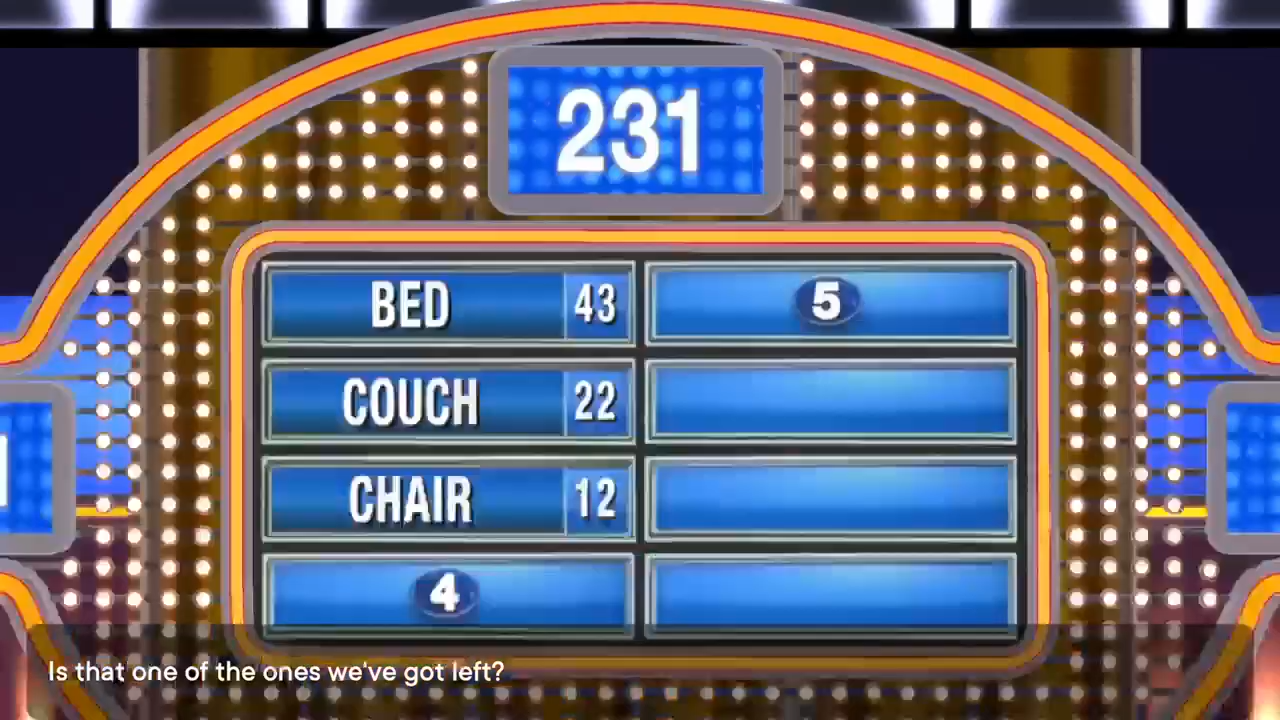 231
BED 43
5
COUCH 22
CHAIR 12
4
Is that one of the ones we've got left?